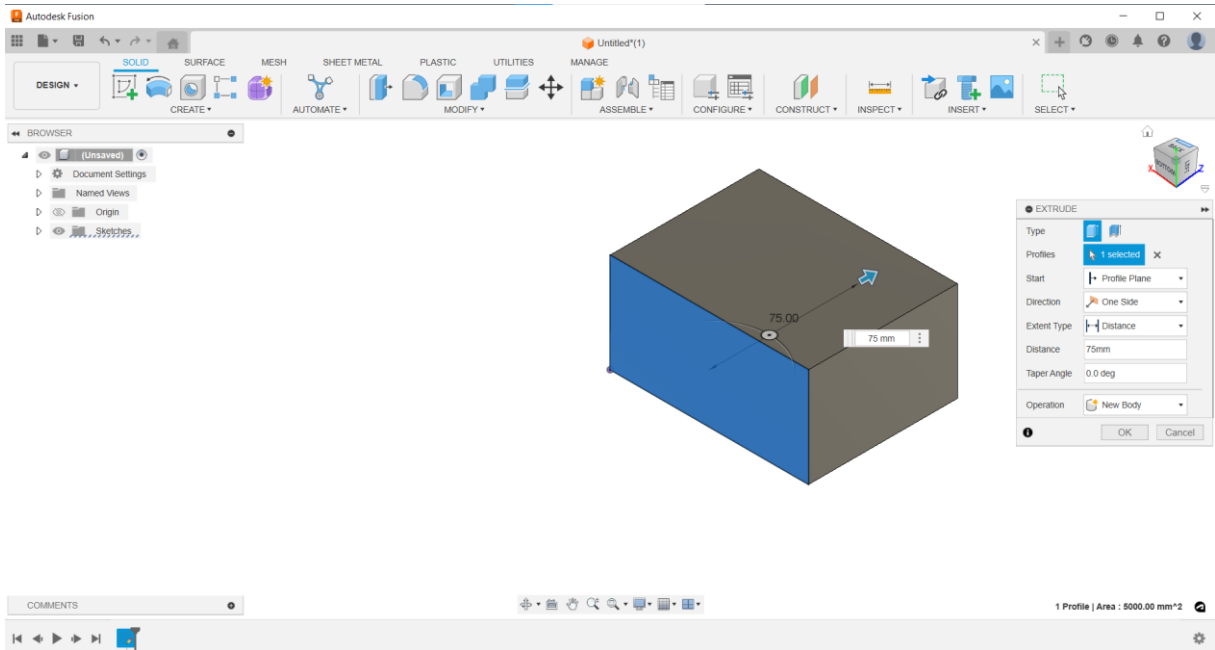 Autodesk Fusion
Untitled*(1)
SOLID SURFACE MESH SHEET METAL PLASTIC UTILITIES MANAGE
DESIGN
CREATE AUTOMATE MODIFY ASSEMBLE CONFIGURE CONSTRUCT INSPECT INSERT SELECT
BROWSER
(Unsaved)
Document Settings
Named Views
Origin
Sketches
BACK
BOTTOM
LEFT
X
Z
EXTRUDE
Type
Profiles 1 selected
Start Profile Plane
Direction One Side
Extent Type Distance
Distance 75mm
Taper Angle 0.0 deg
Operation New Body
OK Cancel
75.00
75 mm
COMMENTS
1 Profile | Area : 5000.00 mm^2